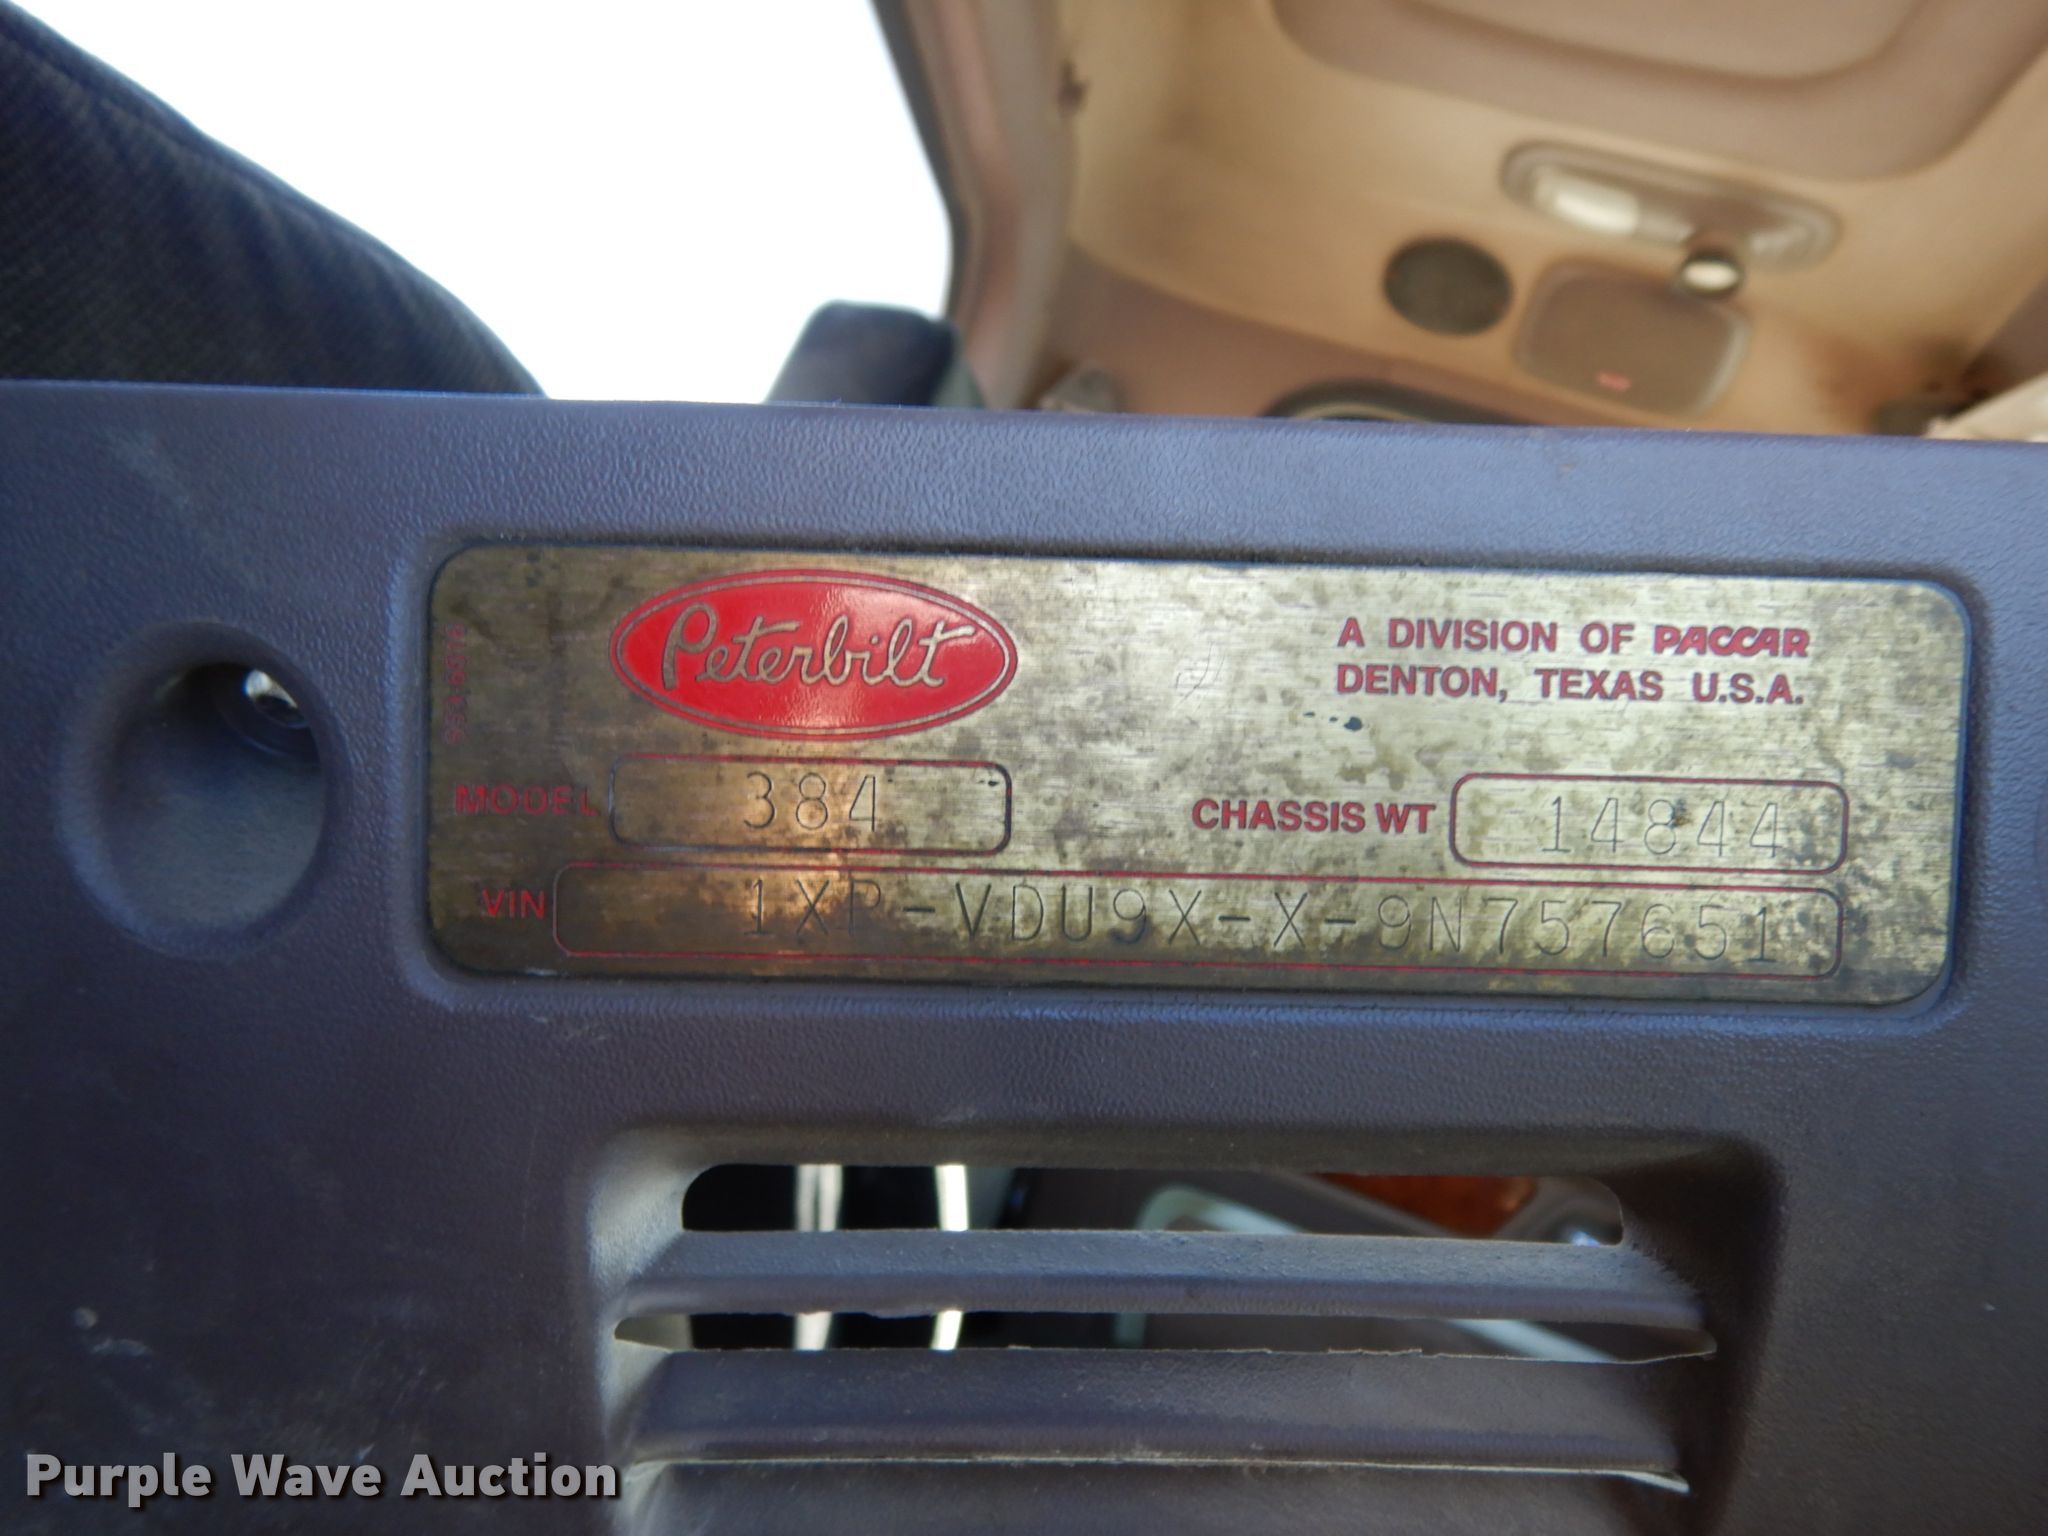 Peterbilt
A DIVISION OF PACCAR
DENTON, TEXAS U.S.A.
MODEL 384
CHASSIS WT 14844
VIN 1XP-VDU9X-X-9N757651
Purple Wave Auction